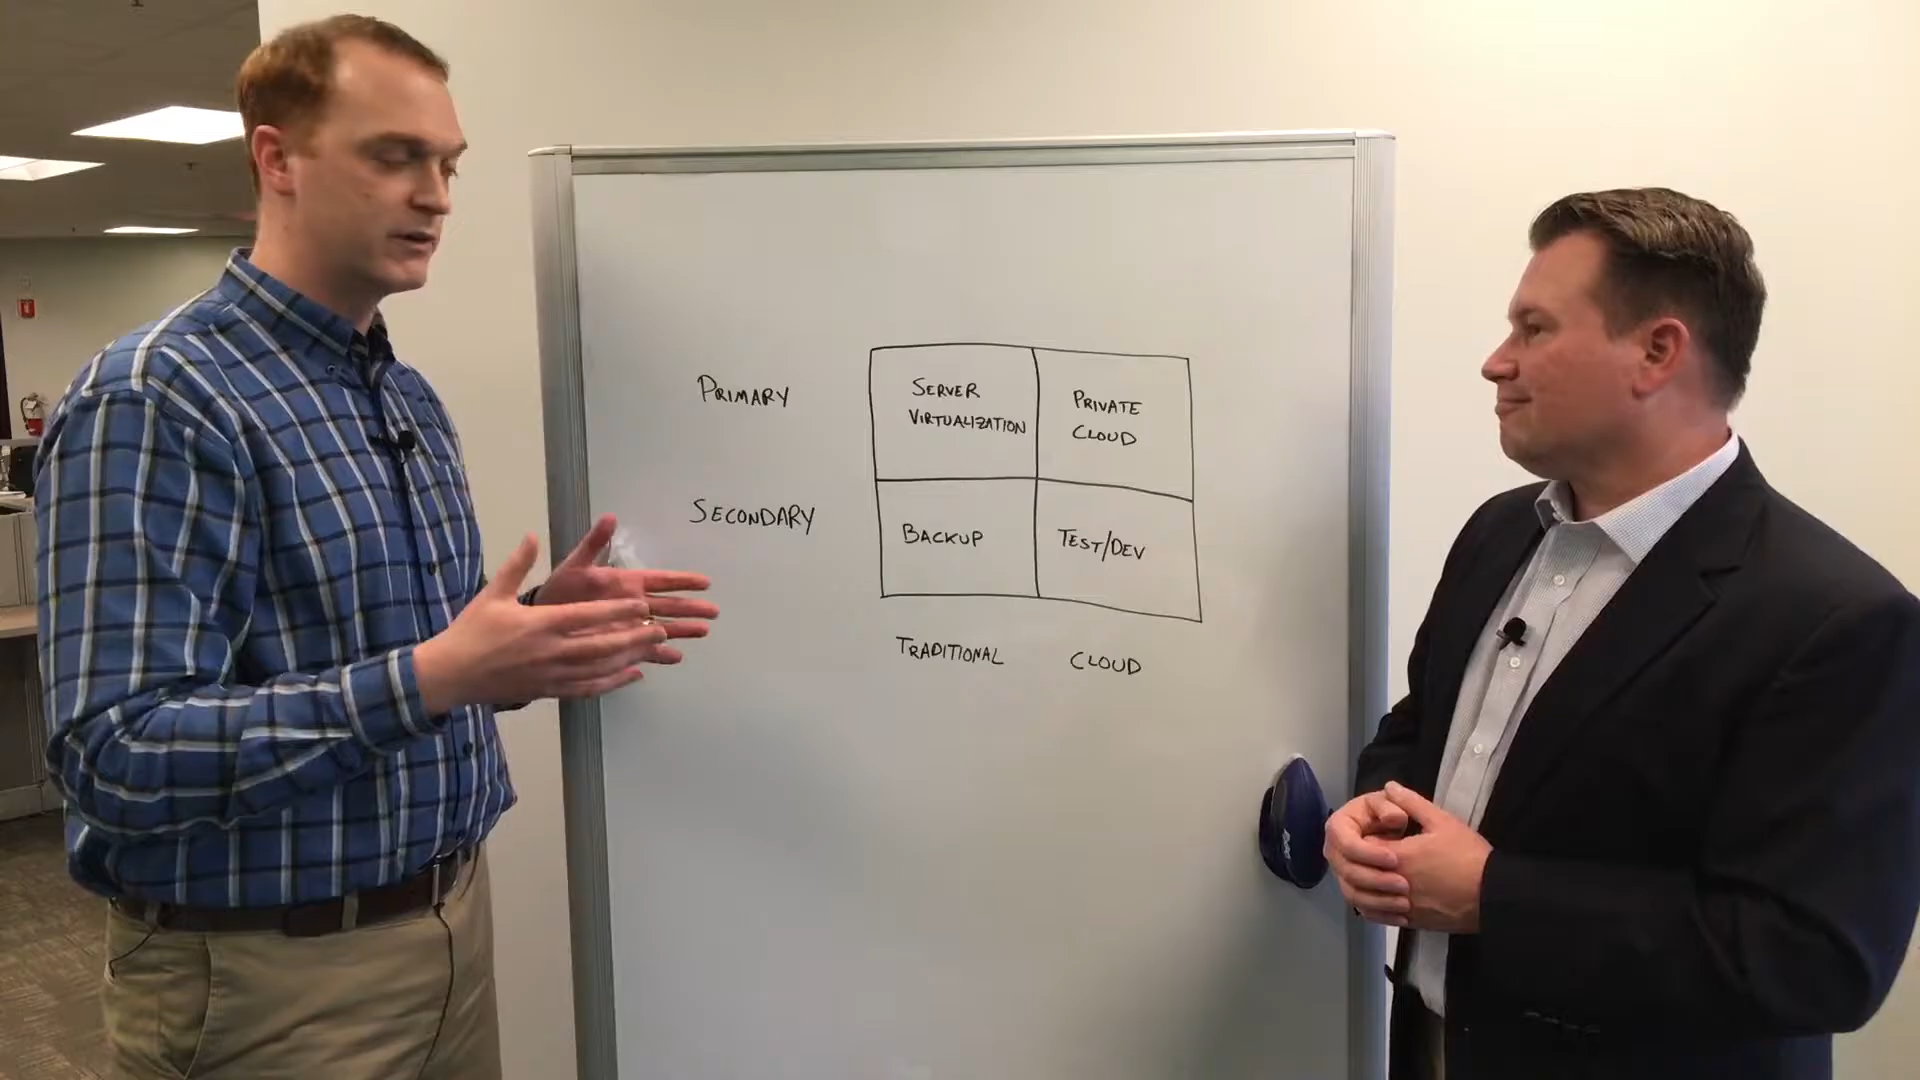 PRIMARY
SERVER
VIRTUALIZATION
PRIVATE
CLOUD
SECONDARY
BACKUP
TEST/DEV
TRADITIONAL
CLOUD